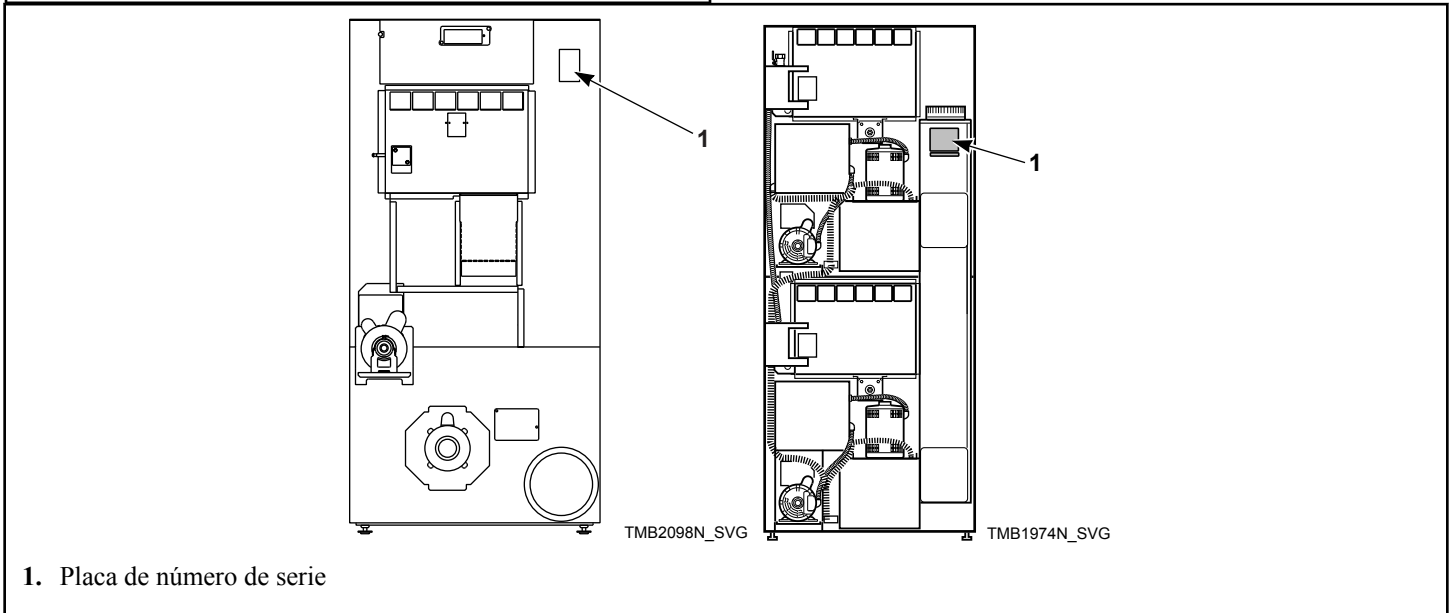 1
1
TMB2098N_SVG
TMB1974N_SVG
1. Placa de número de serie